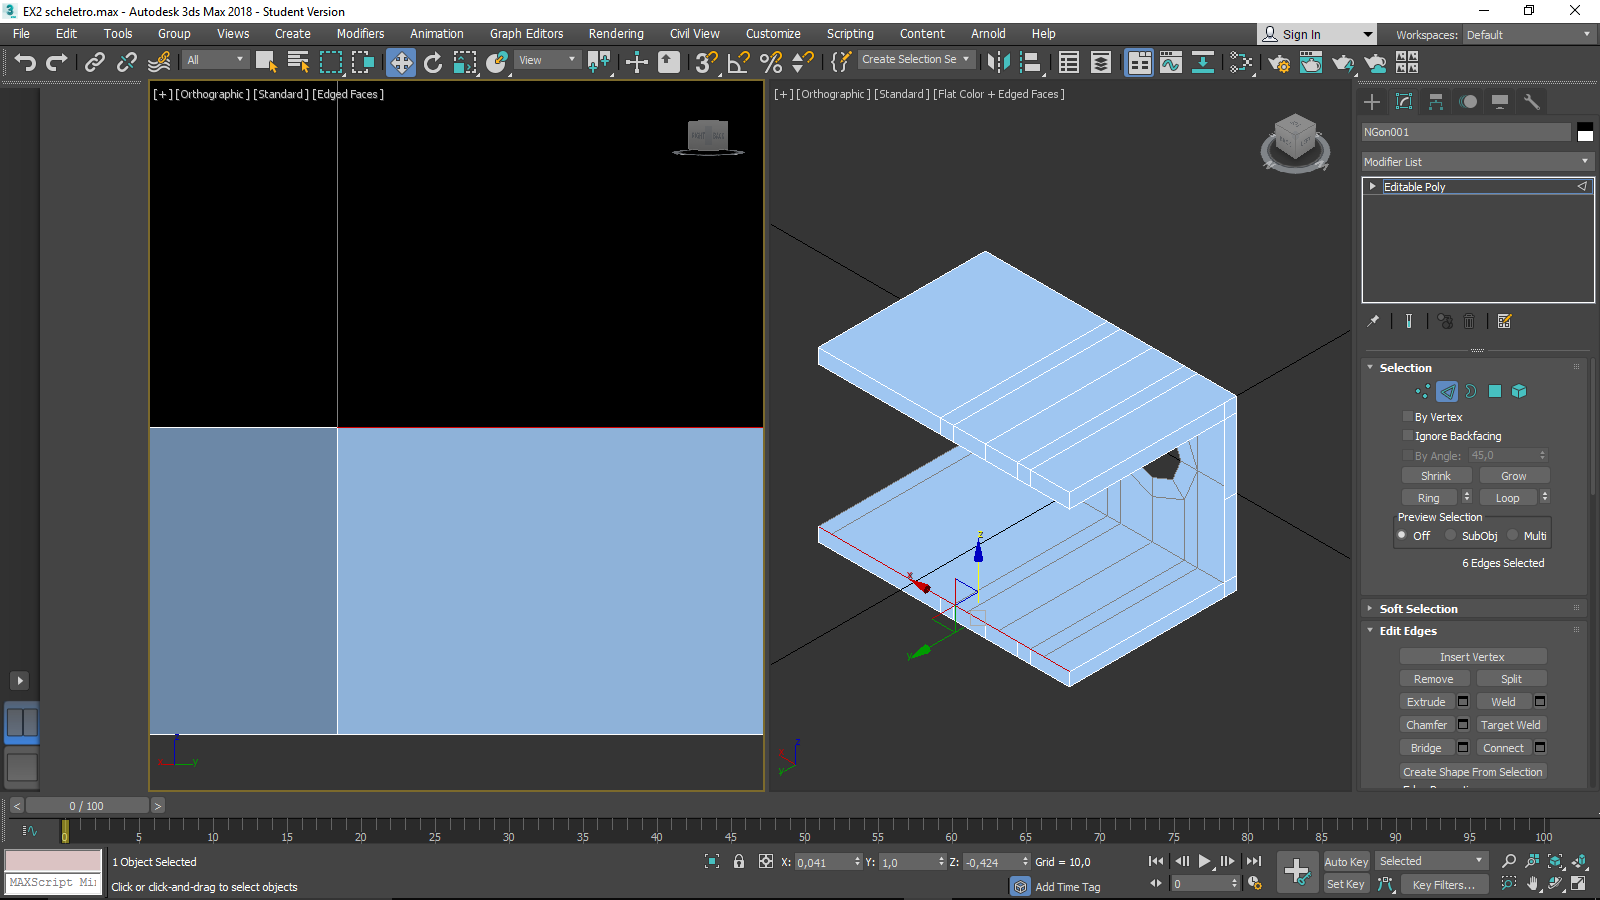 EX2 scheletro.max - Autodesk 3ds Max 2018 - Student Version
File Edit Tools Group Views Create Modifiers Animation Graph Editors Rendering Civil View Customize Scripting Content Arnold Help
Sign In
Workspaces: Default
All
View
Create Selection Se
[+] [Orthographic] [Standard] [Edged Faces]
[+] [Orthographic] [Standard] [Flat Color + Edged Faces]
NGon001
Modifier List
Editable Poly
Selection
By Vertex
Ignore Backfacing
By Angle: 45,0
Shrink Grow
Ring Loop
Preview Selection
Off SubObj Multi
6 Edges Selected
Soft Selection
Edit Edges
Insert Vertex
Remove Split
Extrude Weld
Chamfer Target Weld
Bridge Connect
Create Shape From Selection
z
x
y
z
y
z
y
< 0 / 100 >
0 5 10 15 20 25 30 35 40 45 50 55 60 65 70 75 80 85 90 95 100
1 Object Selected
X: 0,041 Y: 1,0 Z: -0,424 Grid = 10,0
Auto Key Selected
MAXScript Mi
Click or click-and-drag to select objects
Add Time Tag
0
Set Key Key Filters...